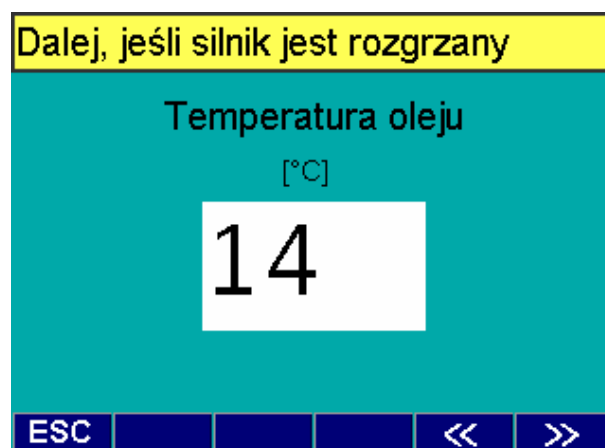 Dalej, jeśli silnik jest rozgrzany
Temperatura oleju
[°C]
14
ESC << >>